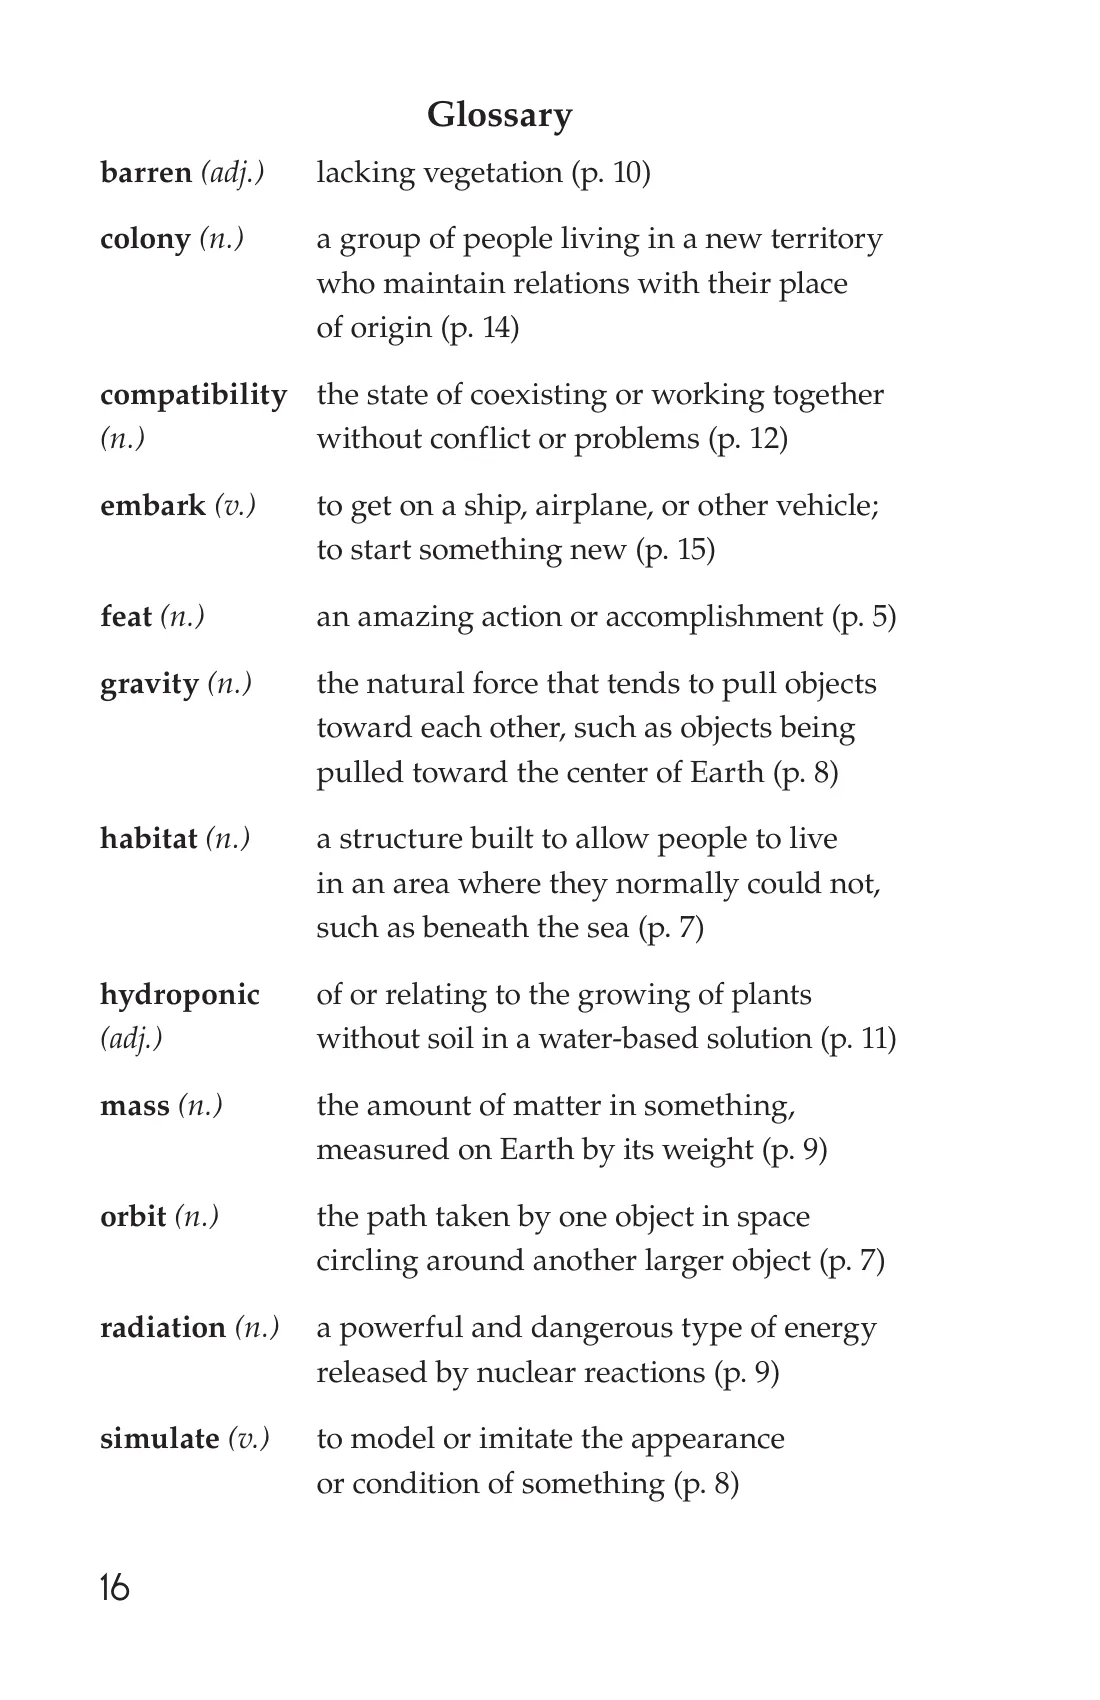 Glossary
barren (adj.) lacking vegetation (p. 10)
colony (n.) a group of people living in a new territory
who maintain relations with their place
of origin (p. 14)
compatibility the state of coexisting or working together
(n.) without conflict or problems (p. 12)
embark (v.) to get on a ship, airplane, or other vehicle;
to start something new (p. 15)
feat (n.) an amazing action or accomplishment (p. 5)
gravity (n.) the natural force that tends to pull objects
toward each other, such as objects being
pulled toward the center of Earth (p. 8)
habitat (n.) a structure built to allow people to live
in an area where they normally could not,
such as beneath the sea (p. 7)
hydroponic of or relating to the growing of plants
(adj.) without soil in a water-based solution (p. 11)
mass (n.) the amount of matter in something,
measured on Earth by its weight (p. 9)
orbit (n.) the path taken by one object in space
circling around another larger object (p. 7)
radiation (n.) a powerful and dangerous type of energy
released by nuclear reactions (p. 9)
simulate (v.) to model or imitate the appearance
or condition of something (p. 8)
16